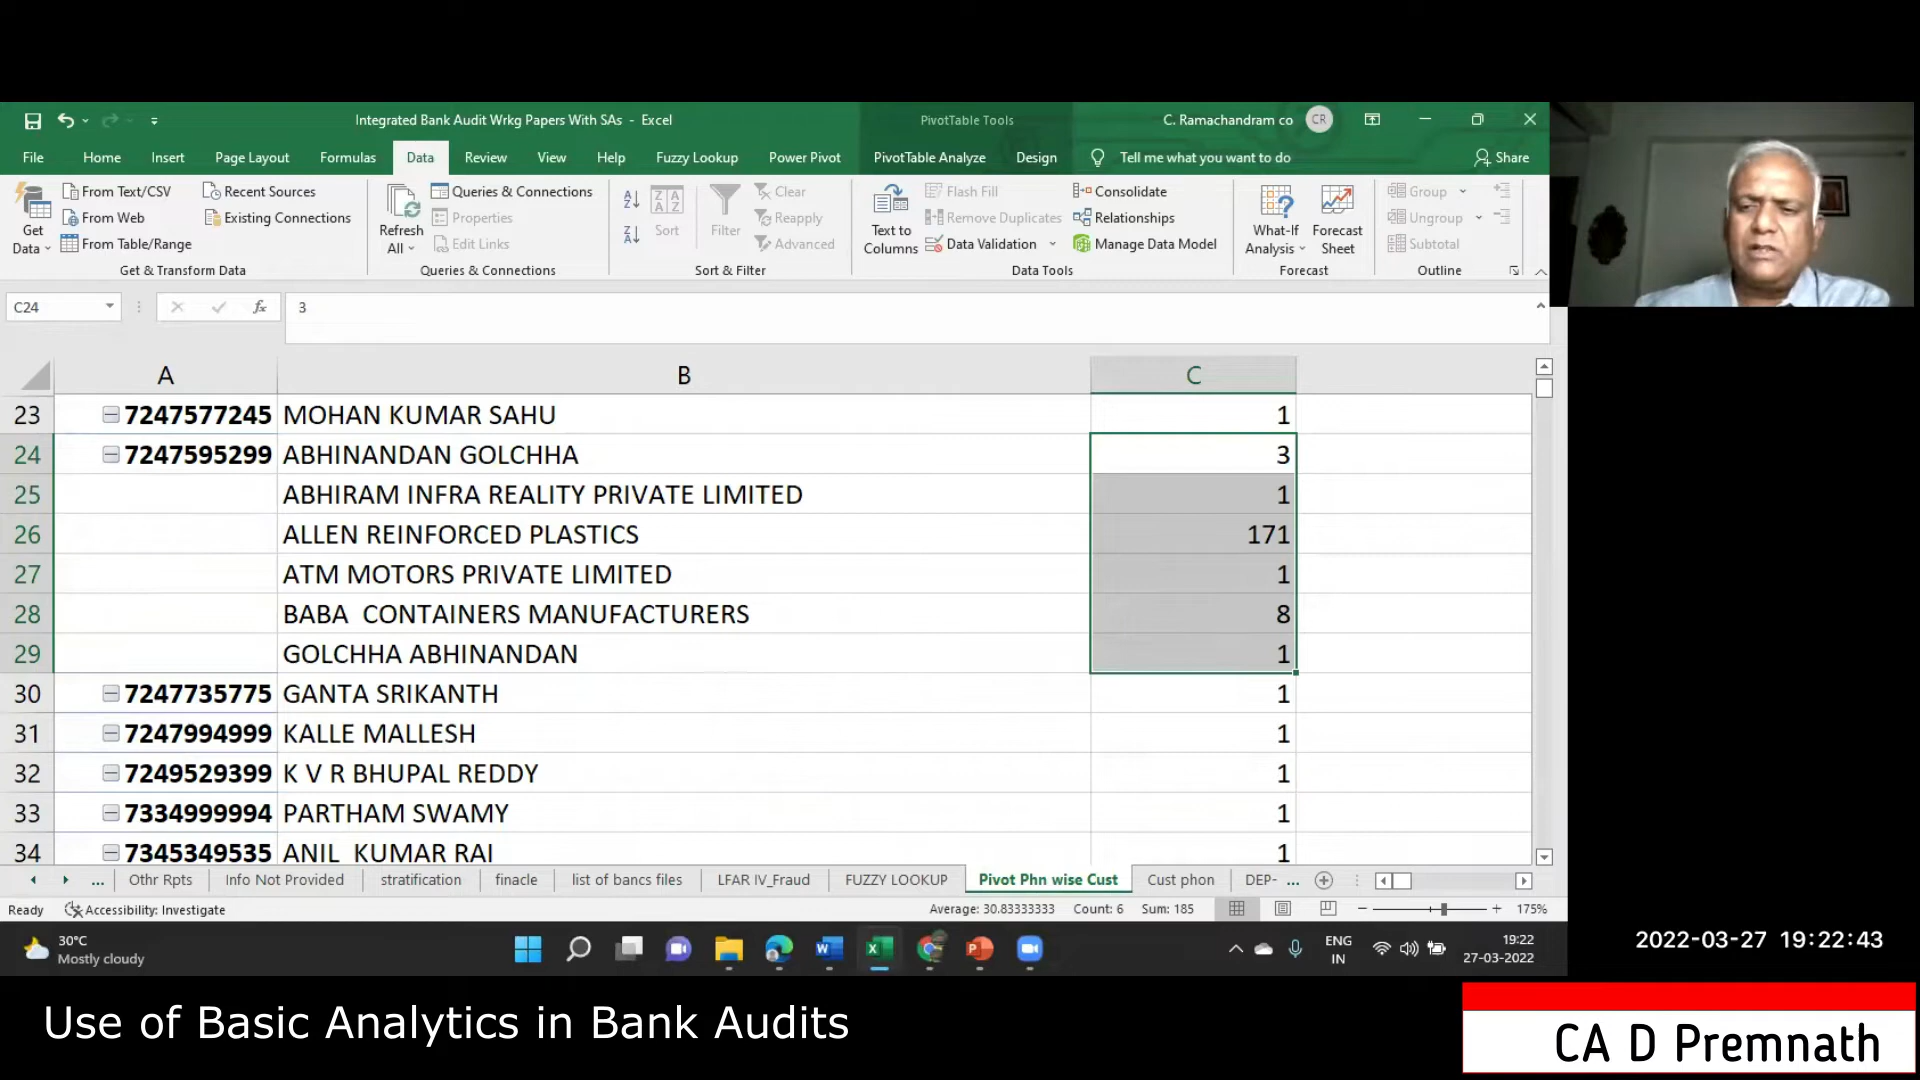 Integrated Bank Audit Wrkg Papers With SAs - Excel
PivotTable Tools
C. Ramachandram co
CR
File
Home
Insert
Page Layout
Formulas
Data
Review
View
Help
Fuzzy Lookup
Power Pivot
PivotTable Analyze
Design
Tell me what you want to do
Share
Get
Data
From Text/CSV
From Web
From Table/Range
Recent Sources
Existing Connections
Get & Transform Data
Refresh
All
Queries & Connections
Properties
Edit Links
Queries & Connections
Sort
Filter
Clear
Reapply
Advanced
Sort & Filter
Text to
Columns
Flash Fill
Remove Duplicates
Data Validation
Consolidate
Relationships
Manage Data Model
Data Tools
What-If
Analysis
Forecast
Sheet
Forecast
Group
Ungroup
Subtotal
Outline
C24
fx
3
A B C
23 7247577245 MOHAN KUMAR SAHU 1
24 7247595299 ABHINANDAN GOLCHHA 3
25 ABHIRAM INFRA REALITY PRIVATE LIMITED 1
26 ALLEN REINFORCED PLASTICS 171
27 ATM MOTORS PRIVATE LIMITED 1
28 BABA  CONTAINERS MANUFACTURERS 8
29 GOLCHHA ABHINANDAN 1
30 7247735775 GANTA SRIKANTH 1
31 7247994999 KALLE MALLESH 1
32 7249529399 K V R BHUPAL REDDY 1
33 7334999994 PARTHAM SWAMY 1
34 7345349535 ANIL  KUMAR RAI 1
... Othr Rpts Info Not Provided stratification finacle list of bancs files LFAR IV_Fraud FUZZY LOOKUP Pivot Phn wise Cust Cust phon DEP- ...
Ready Accessibility: Investigate Average: 30.83333333 Count: 6 Sum: 185 175%
30°C
Mostly cloudy
ENG
IN
19:22
27-03-2022
2022-03-27 19:22:43
Use of Basic Analytics in Bank Audits
CA D Premnath